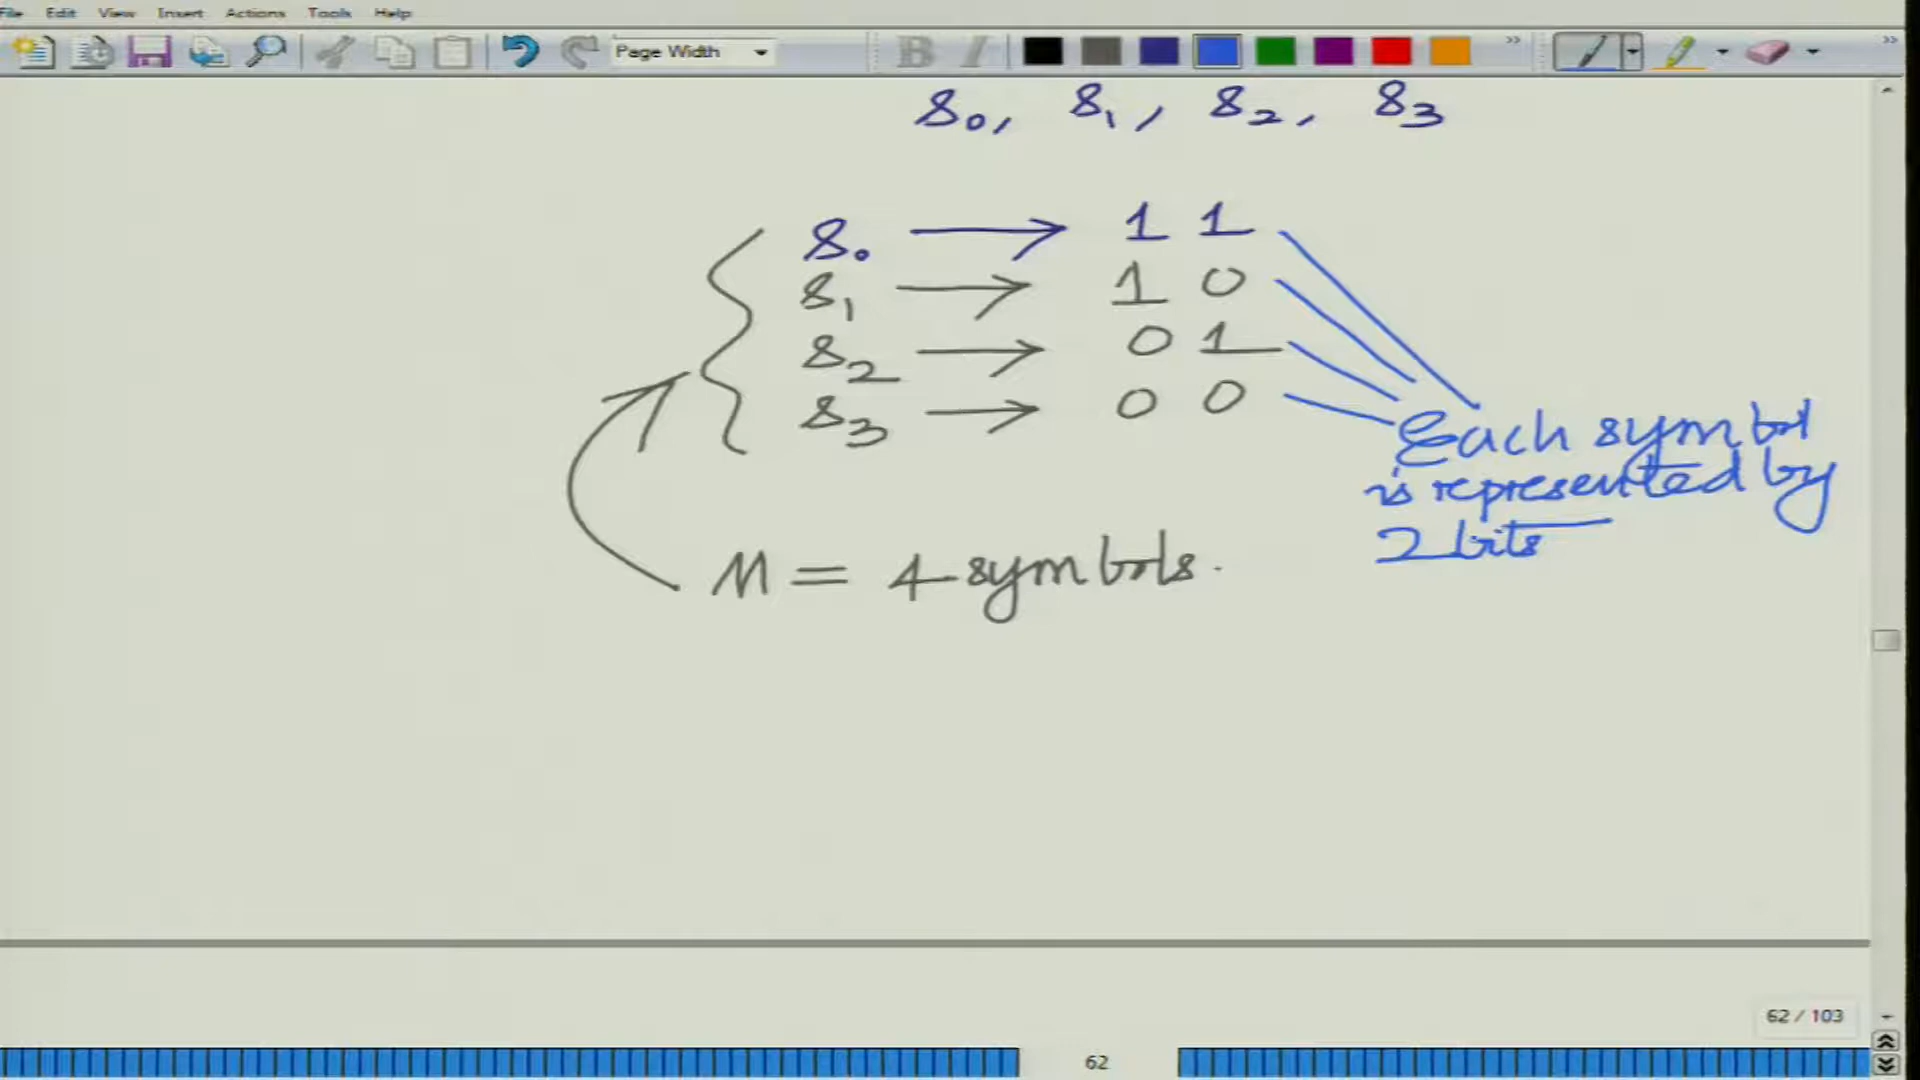 File Edit View Insert Actions Tools Help
Page Width
B I
s0, s1, s2, s3
s0 → 1 1
s1 → 1 0
s2 → 0 1
s3 → 0 0
Each symbol
is represented by
2 bits
M = 4 symbols.
62 / 103
62